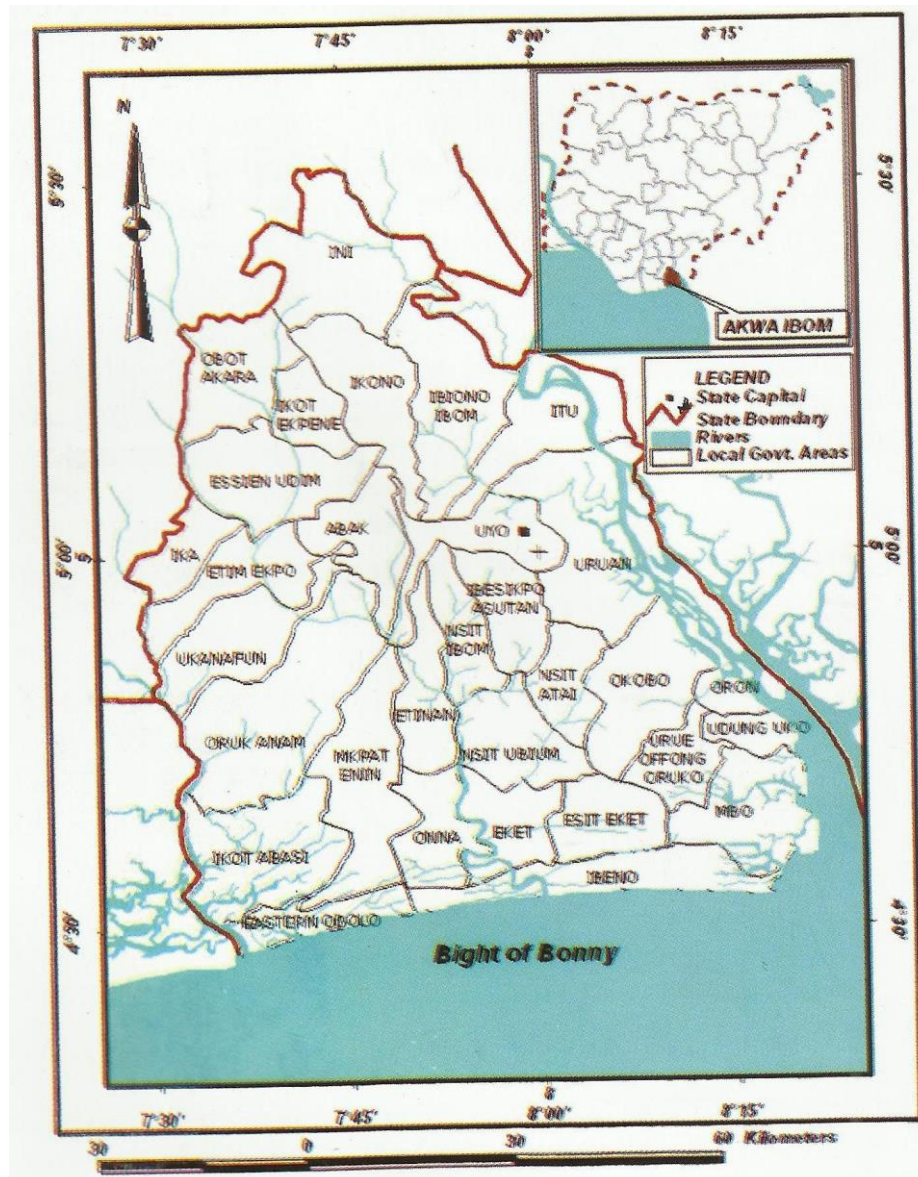 7°30'
7°45'
8°00'
8
8°15'
N
5°30'
5°30'
INI
AKWA IBOM
LEGEND
State Capital
State Boundary
Rivers
Local Govt. Areas
OBOT
AKARA
IKONO
IKOT
EKPENE
IBIONO
IBOM
ITU
ESSIEN UDIM
ABAK
UYO
5°00'
5
5°00'
5
IKA
ETIM EKPO
URUAN
IBESIKPO
ASUTAN
NSIT
IBOM
UKANAFUN
NSIT
ATAI
OKOBO
ORON
ETINAN
UDUNG UKO
ORUK ANAM
MKPAT
ENIN
NSIT UBIUM
URUE
OFFONG
ORUKO
MBO
ONNA
EKET
ESIT EKET
IKOT ABASI
IBENO
EASTERN OBOLO
4°30'
4°30'
Bight of Bonny
7°30'
7°45'
8
8°00'
8°15'
30
0
30
60 Kilometers